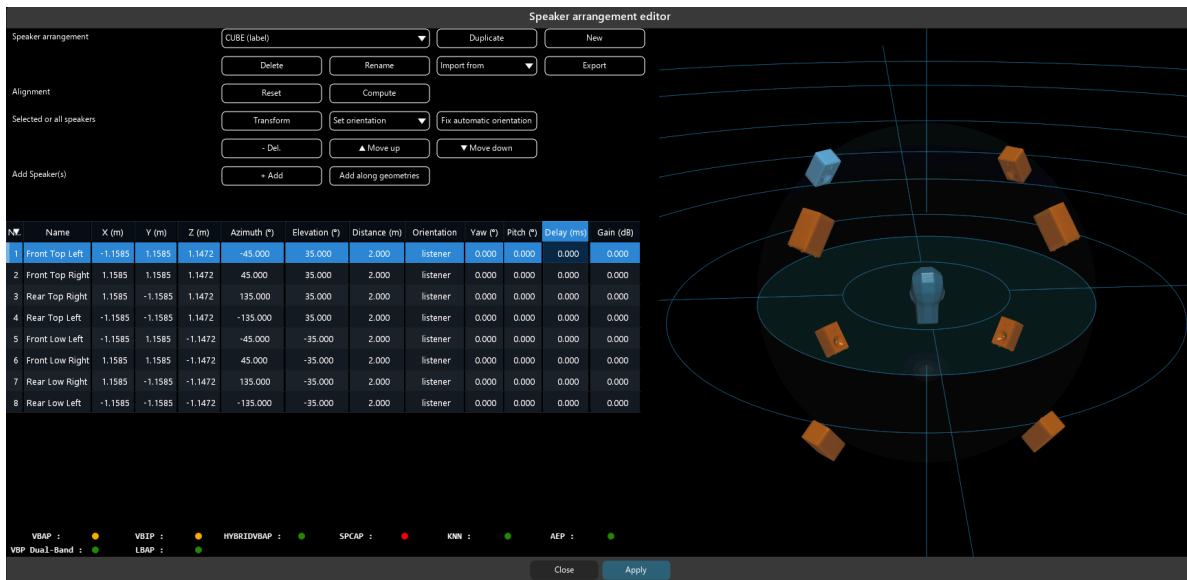 Speaker arrangement editor
Speaker arrangement CUBE (label) Duplicate New
Delete Rename Import from Export
Alignment Reset Compute
Selected or all speakers Transform Set orientation Fix automatic orientation
- Del. ▲ Move up ▼ Move down
Add Speaker(s) + Add Add along geometries
N▼. Name X (m) Y (m) Z (m) Azimuth (°) Elevation (°) Distance (m) Orientation Yaw (°) Pitch (°) Delay (ms) Gain (dB)
1 Front Top Left -1.1585 1.1585 1.1472 -45.000 35.000 2.000 listener 0.000 0.000 0.000 0.000
2 Front Top Right 1.1585 1.1585 1.1472 45.000 35.000 2.000 listener 0.000 0.000 0.000 0.000
3 Rear Top Right 1.1585 -1.1585 1.1472 135.000 35.000 2.000 listener 0.000 0.000 0.000 0.000
4 Rear Top Left -1.1585 -1.1585 1.1472 -135.000 35.000 2.000 listener 0.000 0.000 0.000 0.000
5 Front Low Left -1.1585 1.1585 -1.1472 -45.000 -35.000 2.000 listener 0.000 0.000 0.000 0.000
6 Front Low Right 1.1585 1.1585 -1.1472 45.000 -35.000 2.000 listener 0.000 0.000 0.000 0.000
7 Rear Low Right 1.1585 -1.1585 -1.1472 135.000 -35.000 2.000 listener 0.000 0.000 0.000 0.000
8 Rear Low Left -1.1585 -1.1585 -1.1472 -135.000 -35.000 2.000 listener 0.000 0.000 0.000 0.000
VBAP : VBIP : HYBRIDVBAP : SPCAP : KNN : AEP :
VBP Dual-Band : LBAP :
Close Apply